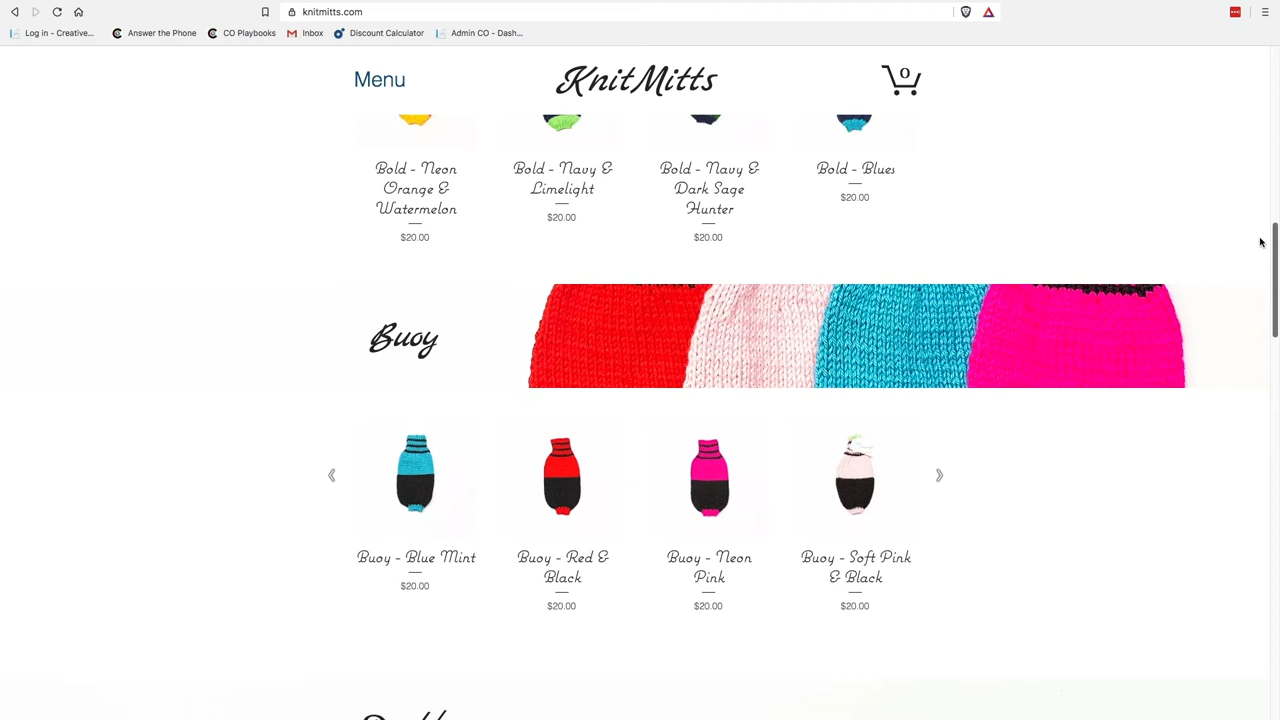 knitmitts.com
Log in - Creative... Answer the Phone CO Playbooks Inbox Discount Calculator Admin CO - Dash...
Menu KnitMitts 0
Bold - Neon
Orange &
Watermelon
$20.00
Bold - Navy &
Limelight
$20.00
Bold - Navy &
Dark Sage
Hunter
$20.00
Bold - Blues
$20.00
Buoy
Buoy - Blue Mint
$20.00
Buoy - Red &
Black
$20.00
Buoy - Neon
Pink
$20.00
Buoy - Soft Pink
& Black
$20.00